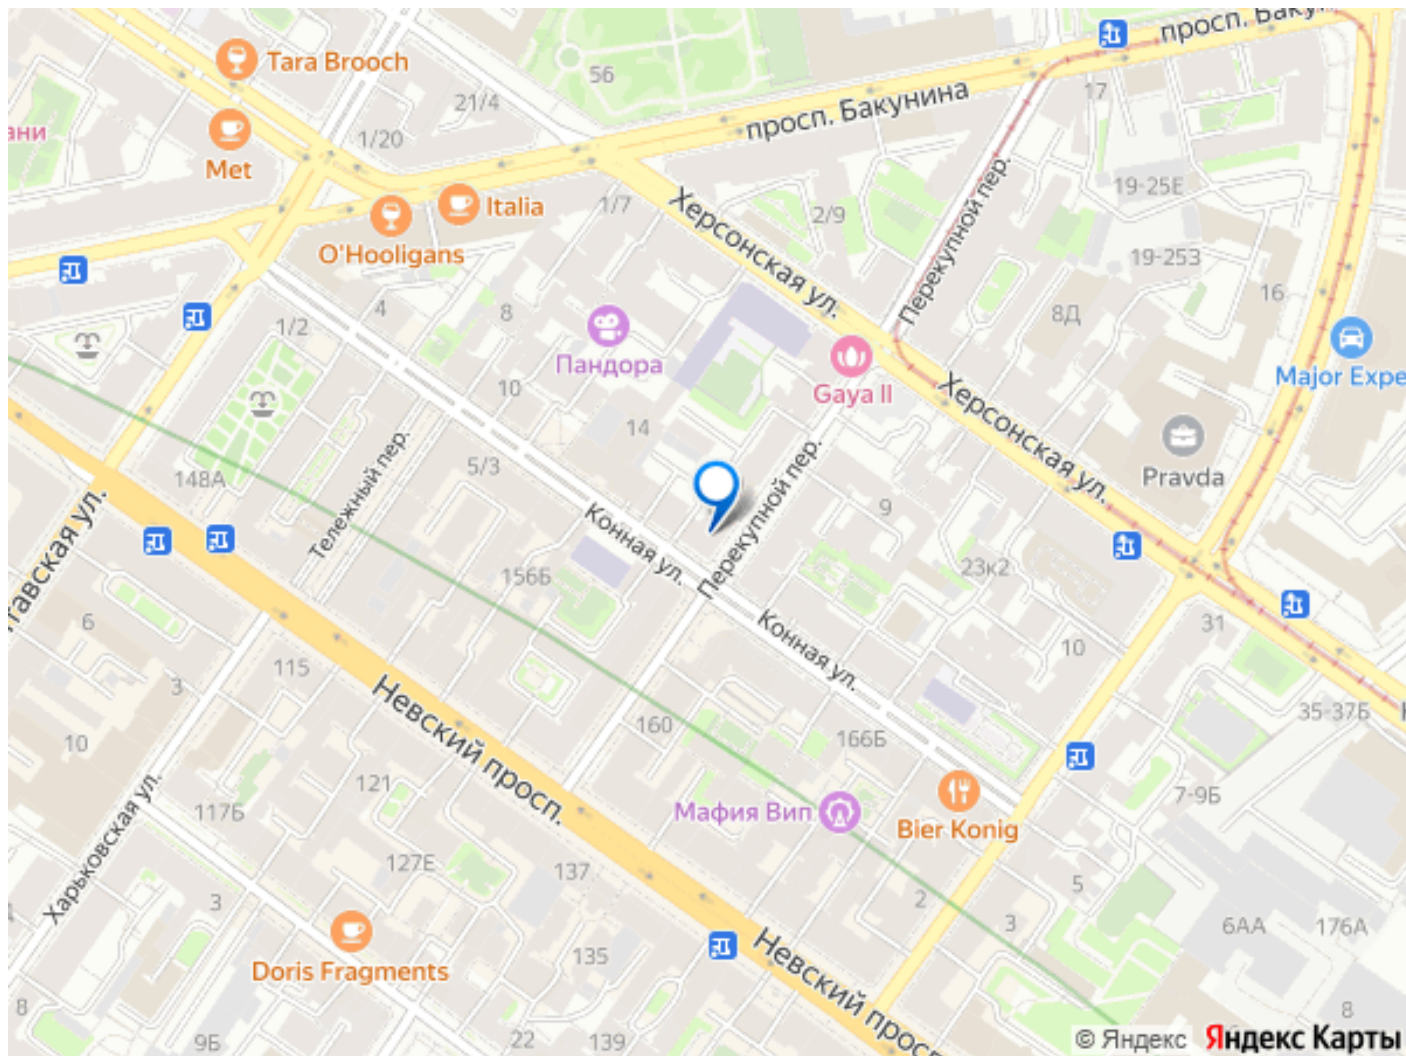 просп. Бакун
Tara Brooch
56
21/4
17
просп. Бакунина
ани
1/20
Met
Перекупной пер.
19-25Е
Italia
1/7
Херсонская ул.
2/9
O'Hooligans
19-253
16
4
8
1/2
8Д
Пандора
Gaya II
Major Expe
10
Херсонская ул.
14
Pravda
Тележный пер.
5/3
148А
Перекупной пер.
9
Конная ул.
тавская ул.
156Б
23к2
6
Конная ул.
10
31
115
3
Невский просп.
160
166Б
35-37Б
10
Харьковская ул.
121
7-9Б
117Б
Мафия Вип
Bier Konig
127Е
137
5
3
2
3
6АА
176А
135
Невский просп
Doris Fragments
8
8
9Б
22
139
© Яндекс Яндекс Карты